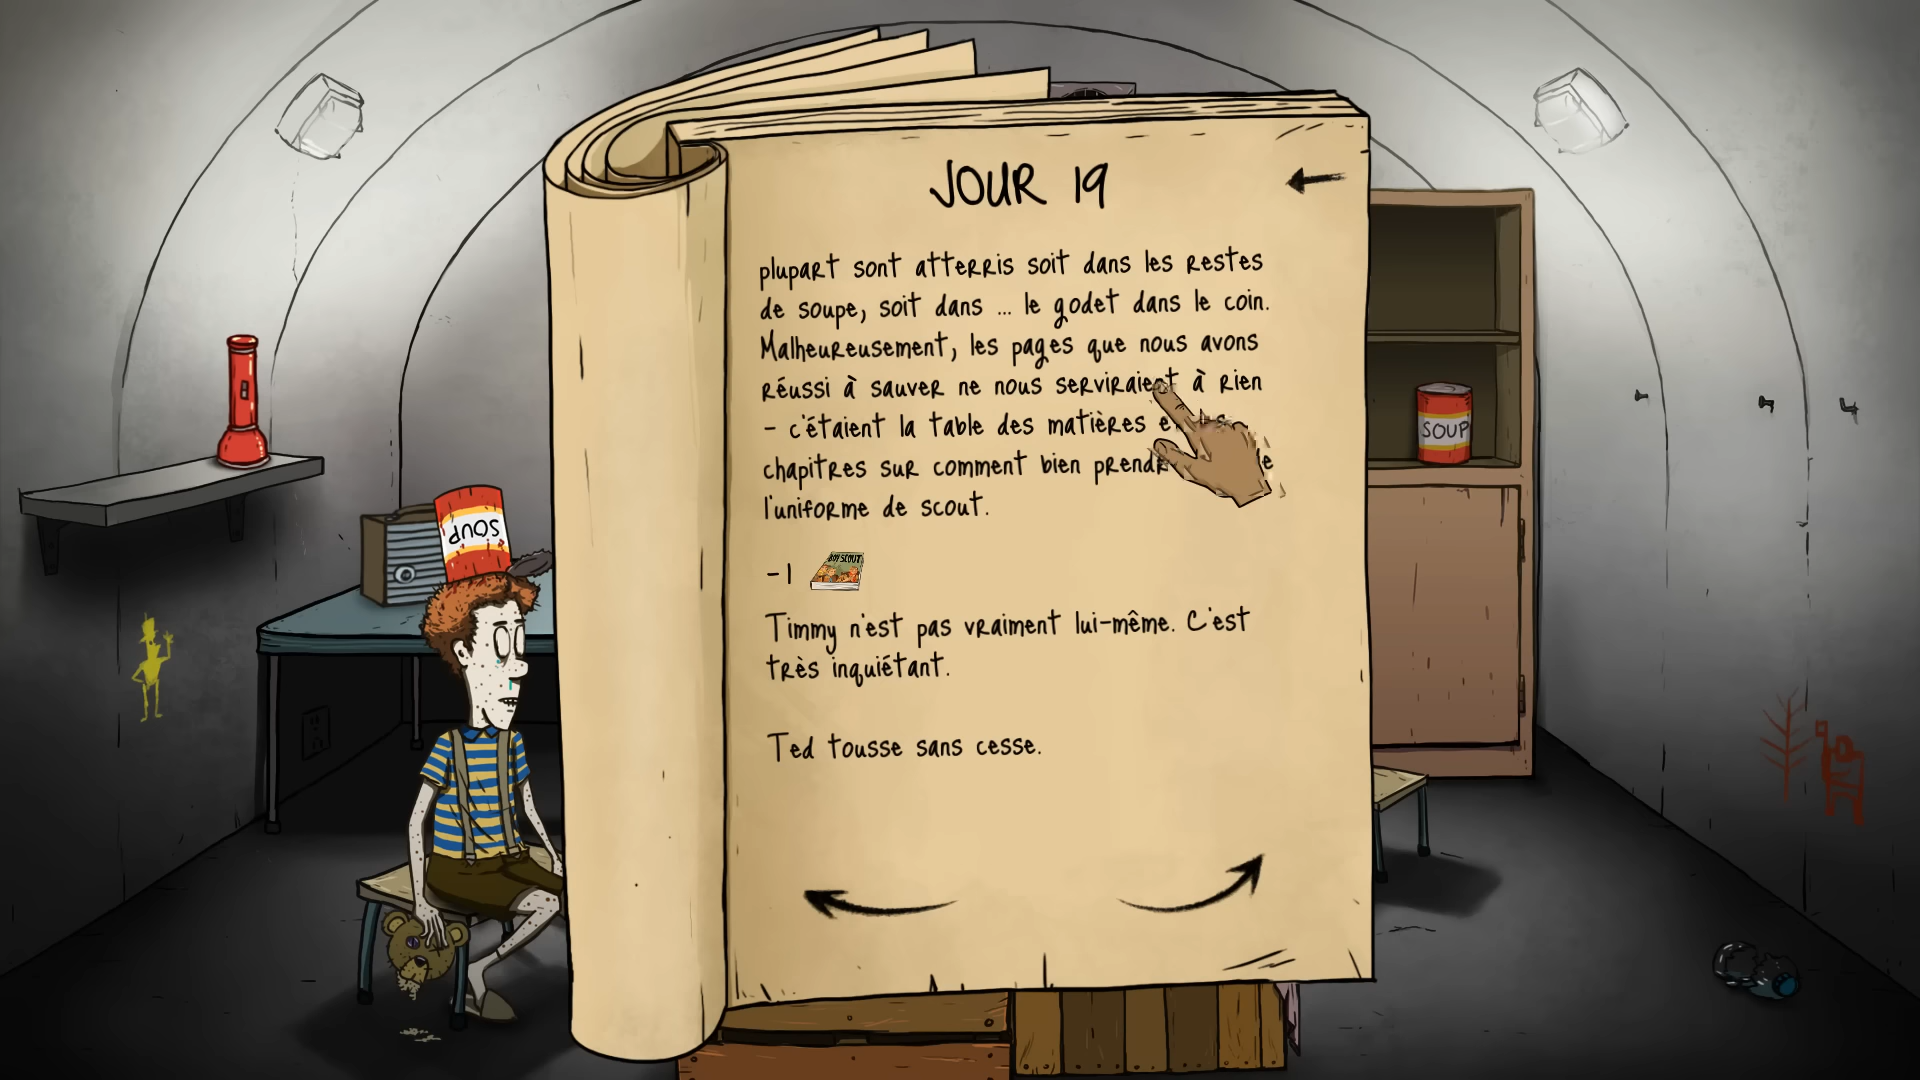 JOUR 19
plupart sont atterris soit dans les restes
de soupe, soit dans ... le godet dans le coin.
Malheureusement, les pages que nous avons
réussi à sauver ne nous serviraient à rien
- c'étaient la table des matières
chapitres sur comment bien prendre
l'uniforme de scout.
-1
BOY SCOUT
Timmy n'est pas vraiment lui-même. C'est
très inquiétant.
Ted tousse sans cesse.
SOUP
SOUP